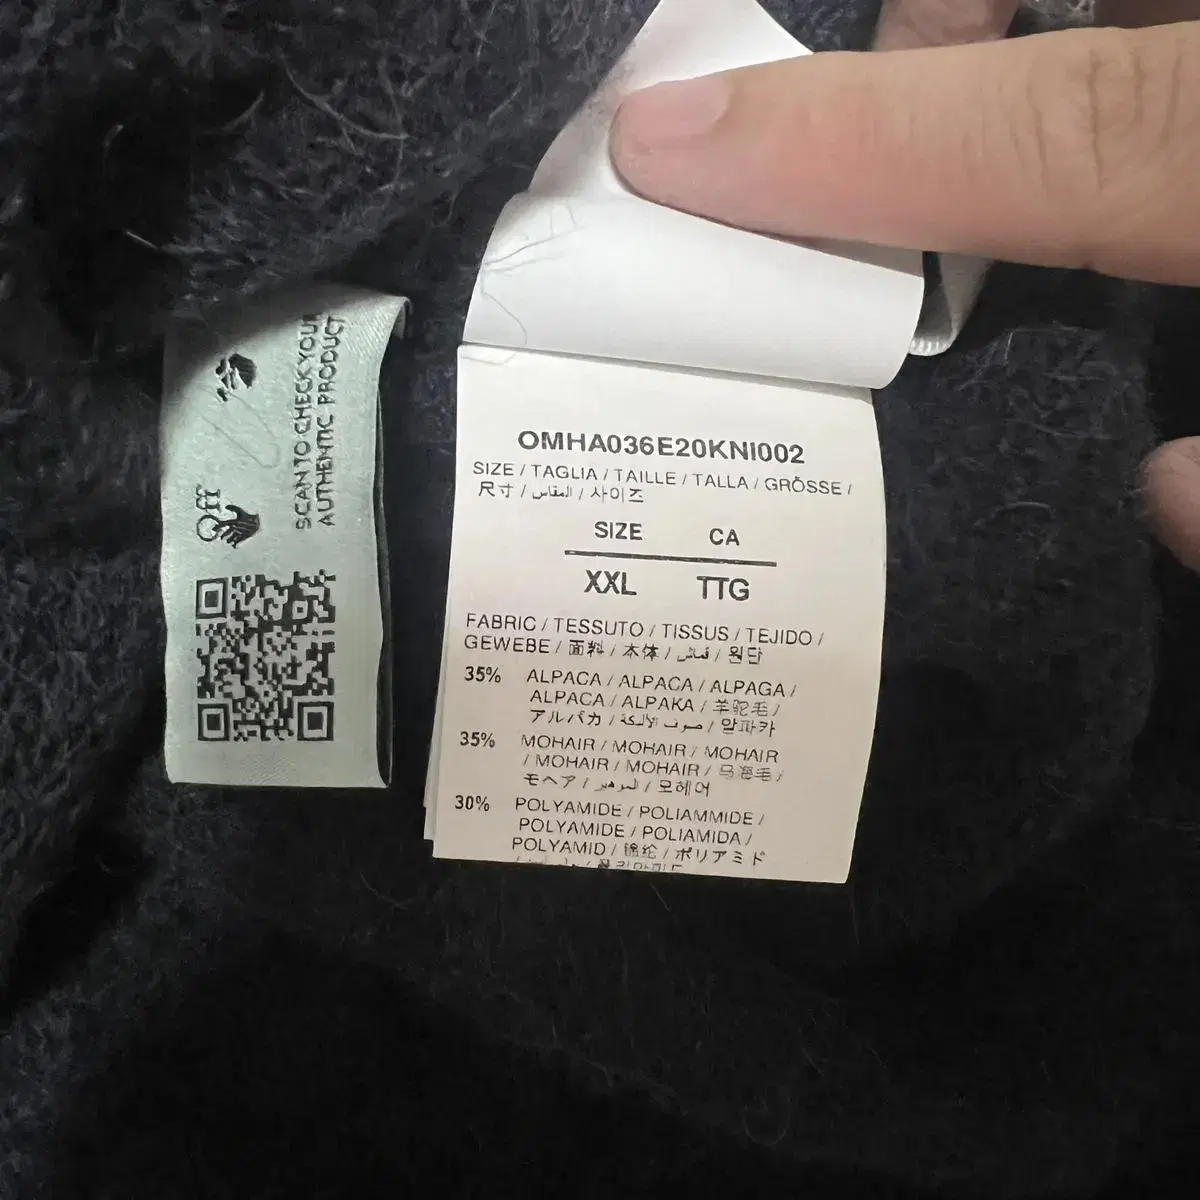 SCAN TO CHECK YOUR
AUTHENTIC PRODUCT
Off
OMHA036E20KNI002
SIZE / TAGLIA / TAILLE / TALLA / GRÖSSE /
尺寸 / المقاس / 사이즈
SIZE CA
XXL TTG
FABRIC / TESSUTO / TISSUS / TEJIDO /
GEWEBE / 面料 / 本体 / قماش / 원단
35% ALPACA / ALPACA / ALPAGA /
ALPACA / ALPAKA / 羊驼毛 /
アルパカ / صوف الألبكة / 알파카
35% MOHAIR / MOHAIR / MOHAIR
/ MOHAIR / MOHAIR / 马海毛 /
モヘア / الموهير / 모헤어
30% POLYAMIDE / POLIAMMIDE /
POLYAMIDE / POLIAMIDA /
POLYAMID / 锦纶 / ポリアミド